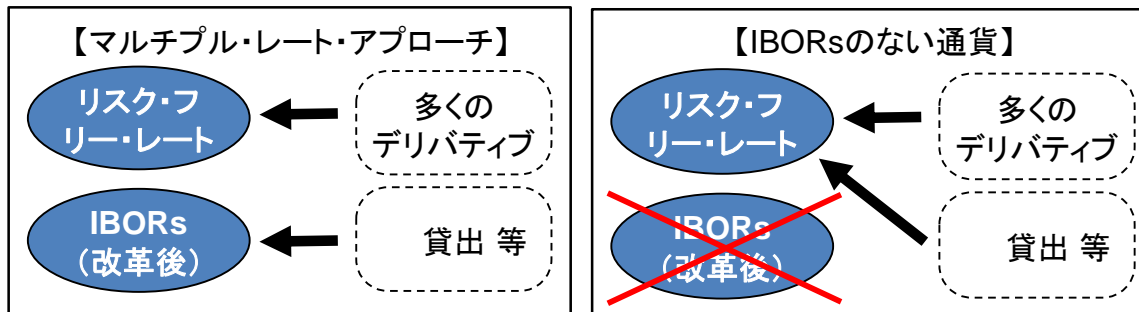 【マルチプル・レート・アプローチ】
リスク・フ
リー・レート
多くの
デリバティブ
IBORs
（改革後）
貸出 等
【IBORsのない通貨】
リスク・フ
リー・レート
多くの
デリバティブ
IBORs
（改革後）
貸出 等